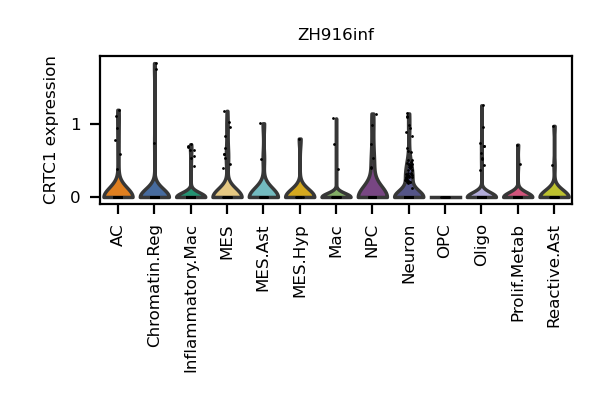 ZH916inf
CRTC1 expression
1
0
AC
Chromatin.Reg
Inflammatory.Mac
MES
MES.Ast
MES.Hyp
Mac
NPC
Neuron
OPC
Oligo
Prolif.Metab
Reactive.Ast